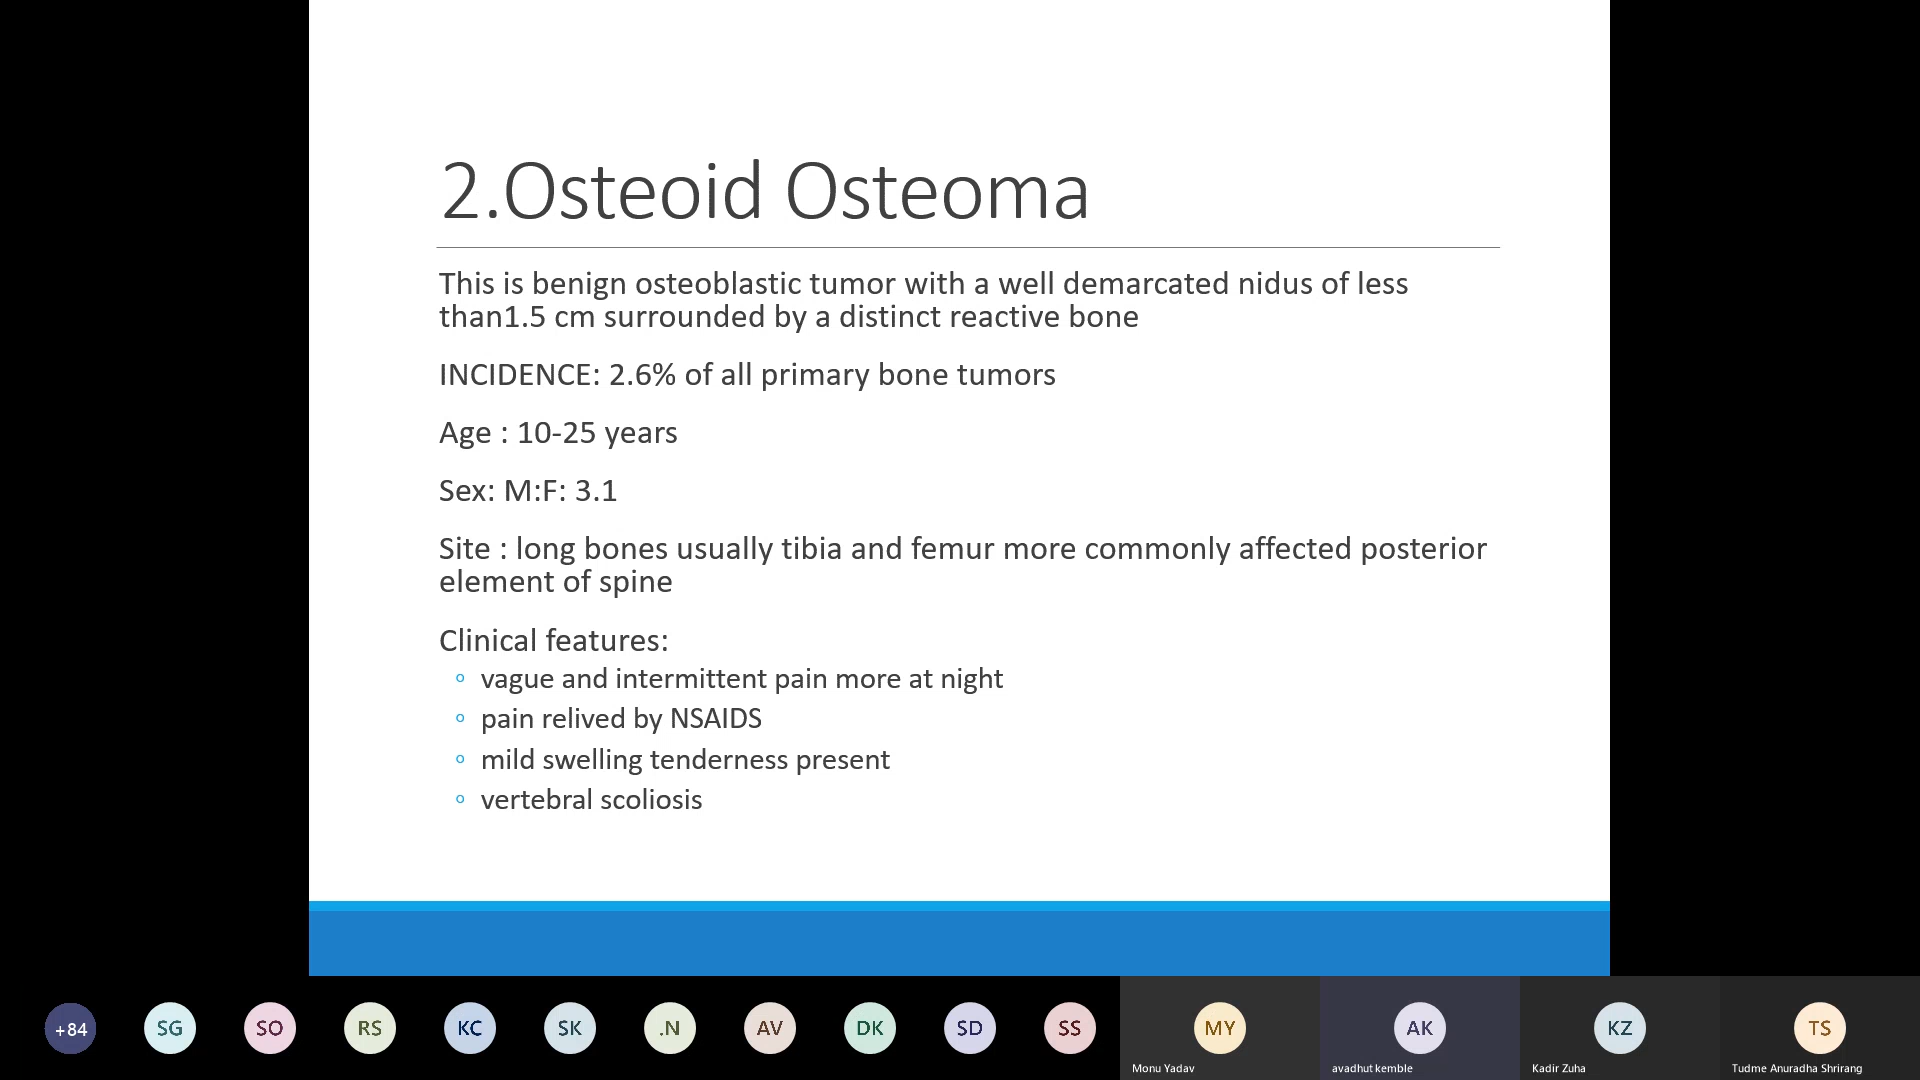 2.Osteoid Osteoma
This is benign osteoblastic tumor with a well demarcated nidus of less
than1.5 cm surrounded by a distinct reactive bone
INCIDENCE: 2.6% of all primary bone tumors
Age : 10-25 years
Sex: M:F: 3.1
Site : long bones usually tibia and femur more commonly affected posterior
element of spine
Clinical features:
vague and intermittent pain more at night
pain relived by NSAIDS
mild swelling tenderness present
vertebral scoliosis
+84 SG SO RS KC SK .N AV DK SD SS MY AK KZ TS
Monu Yadav avadhut kemble Kadir Zuha Tudme Anuradha Shrirang